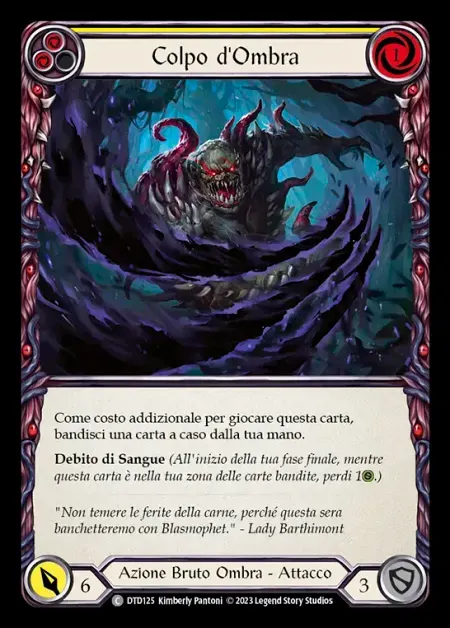 Colpo d'Ombra
1
Come costo addizionale per giocare questa carta,
bandisci una carta a caso dalla tua mano.
Debito di Sangue (All'inizio della tua fase finale, mentre
questa carta è nella tua zona delle carte bandite, perdi 1.)
"Non temere le ferite della carne, perché questa sera
banchetteremo con Blasmophet." - Lady Barthimont
6
Azione Bruto Ombra - Attacco
3
C DTD125 Kimberly Pantoni © 2023 Legend Story Studios